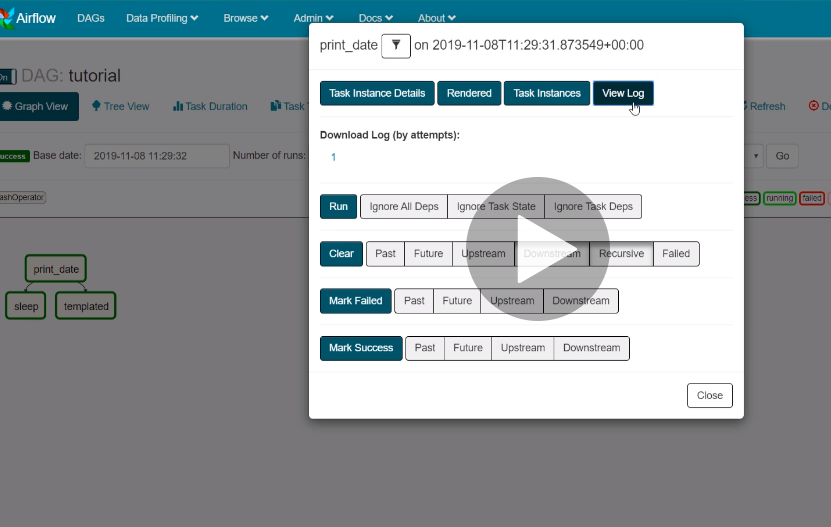 Airflow DAGs Data Profiling Browse Admin Docs About
print_date on 2019-11-08T11:29:31.873549+00:00
On DAG: tutorial
Task Instance Details Rendered Task Instances View Log
Graph View Tree View Task Duration Task Refresh
Download Log (by attempts):
success Base date: 2019-11-08 11:29:32 Number of runs: Go
1
Run Ignore All Deps Ignore Task State Ignore Task Deps
ashOperator ess running failed
Clear Past Future Upstream Downstream Recursive Failed
print_date
Mark Failed Past Future Upstream Downstream
sleep templated
Mark Success Past Future Upstream Downstream
Close